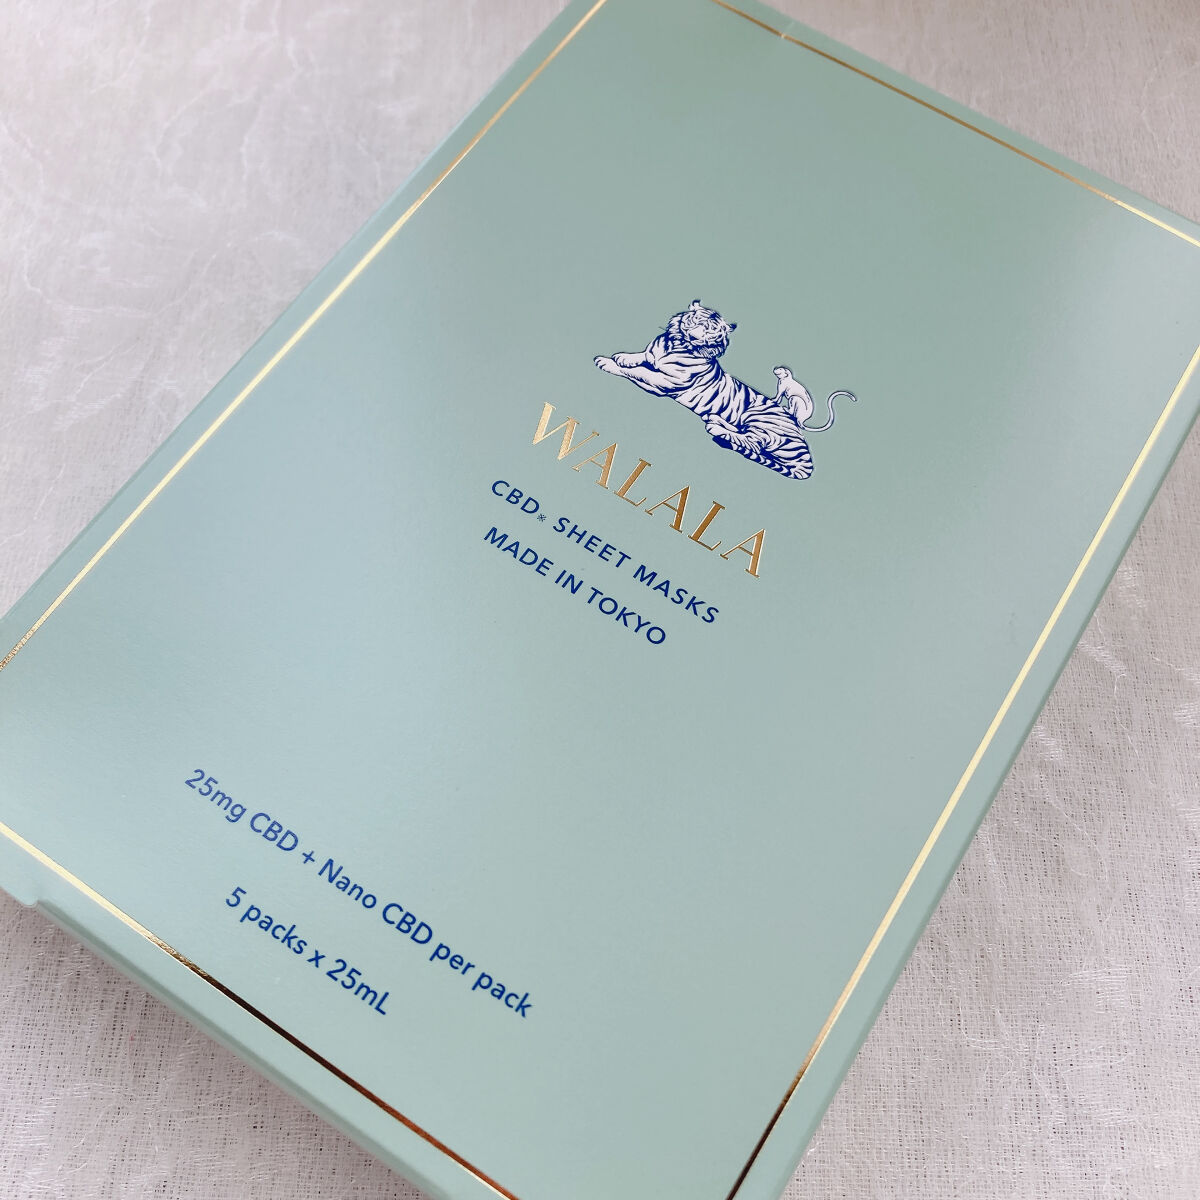 WALALA
CBD※ SHEET MASKS
MADE IN TOKYO
25mg CBD + Nano CBD per pack
5 packs x 25mL